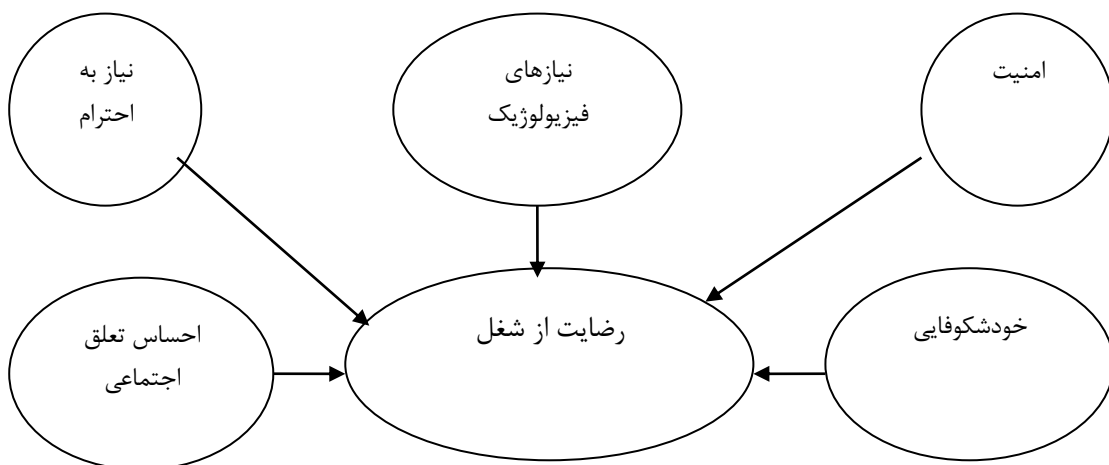 امنیت
نیازهای
فیزیولوژیک
نیاز به
احترام
خودشکوفایی
رضایت از شغل
احساس تعلق
اجتماعی